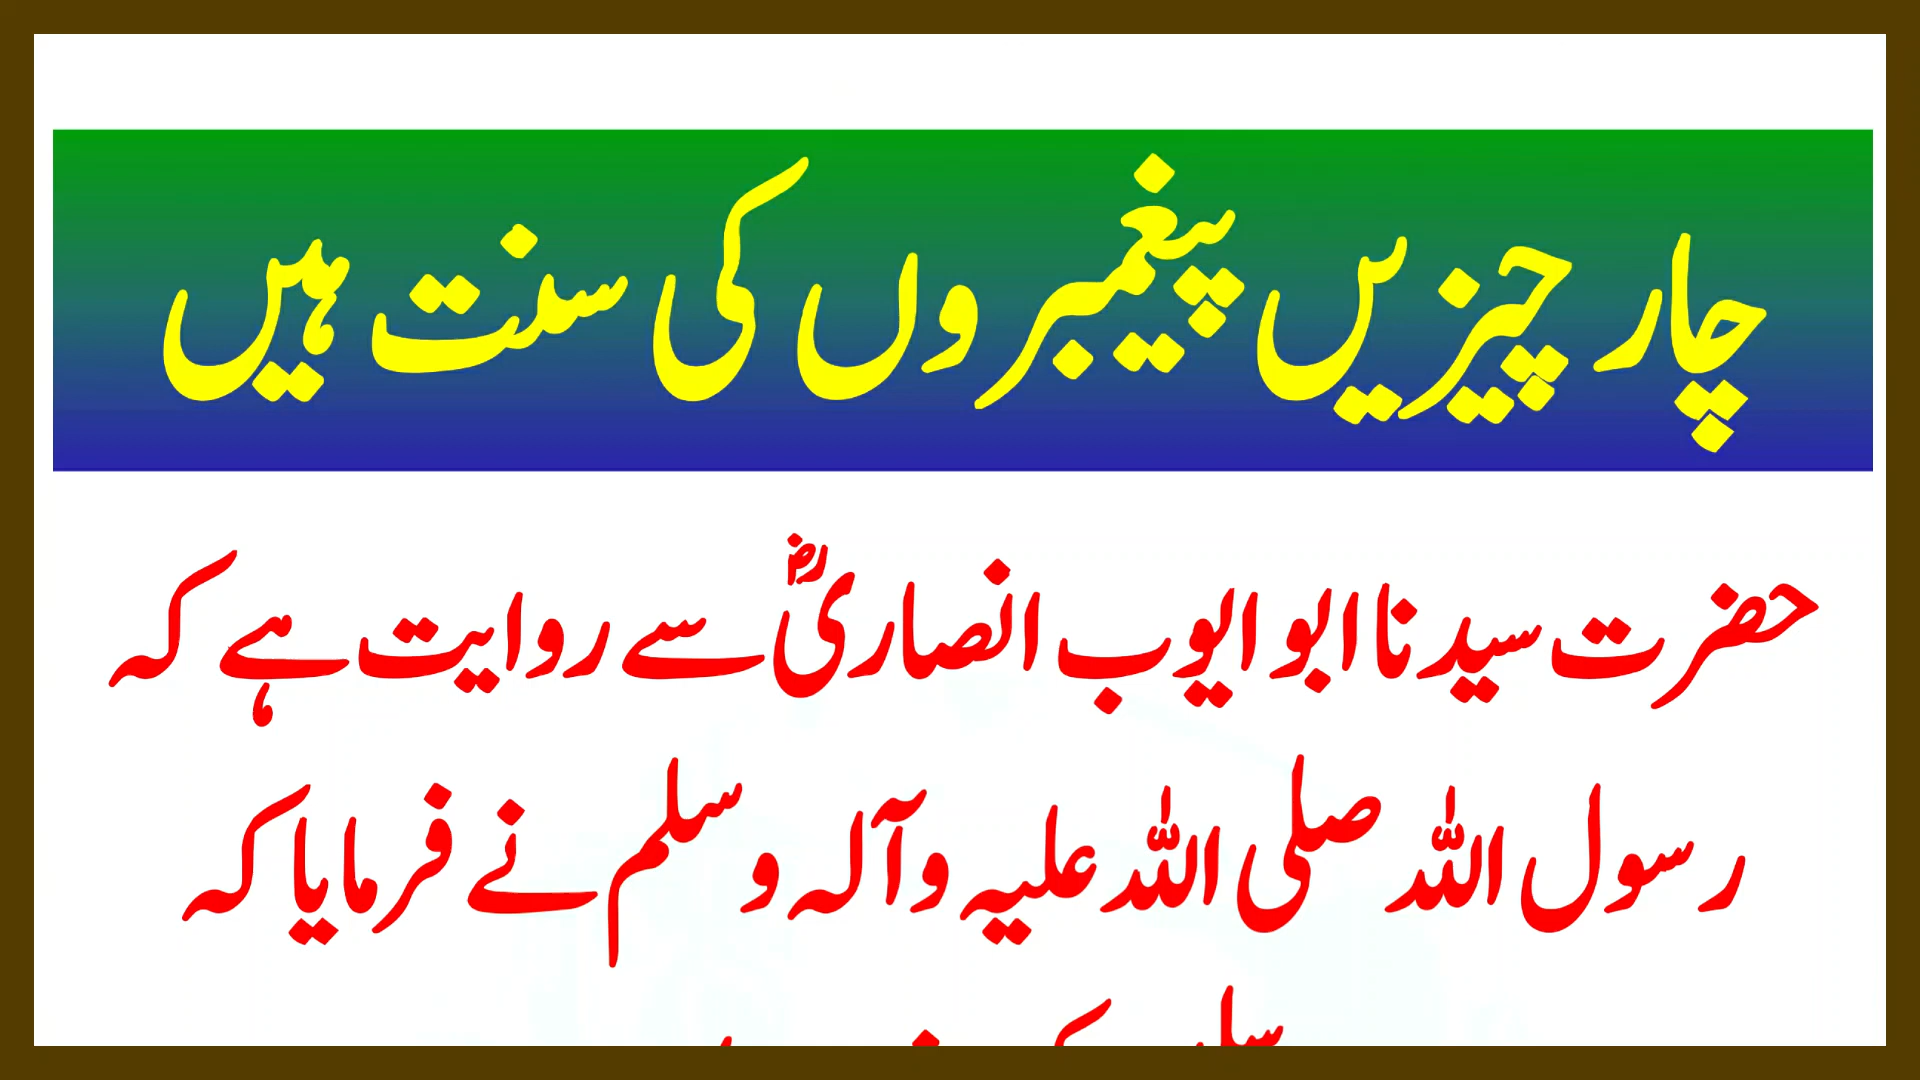 چار چیزیں پیغمبروں کی سنت ہیں
حضرت سیدنا ابو ایوب انصاریؓ سے روایت ہے کہ
رسول اللہ صلی اللہ علیہ وآلہ وسلم نے فرمایا کہ